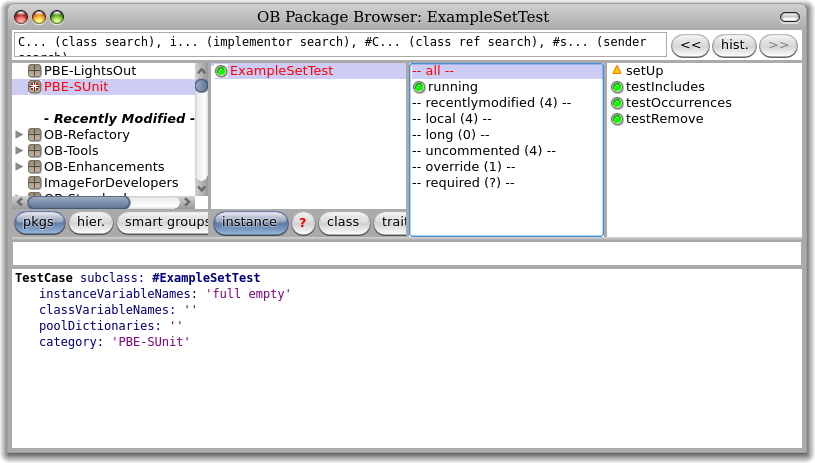 OB Package Browser: ExampleSetTest
C... (class search), i... (implementor search), #C... (class ref search), #s... (sender
search)
<<
hist.
>>
PBE-LightsOut
PBE-SUnit
- Recently Modified -
OB-Refactory
OB-Tools
OB-Enhancements
ImageForDevelopers
ExampleSetTest
-- all --
running
-- recentlymodified (4) --
-- local (4) --
-- long (0) --
-- uncommented (4) --
-- override (1) --
-- required (?) --
setUp
testIncludes
testOccurrences
testRemove
pkgs
hier.
smart groups
instance
?
class
trait
TestCase subclass: #ExampleSetTest
instanceVariableNames: 'full empty'
classVariableNames: ''
poolDictionaries: ''
category: 'PBE-SUnit'